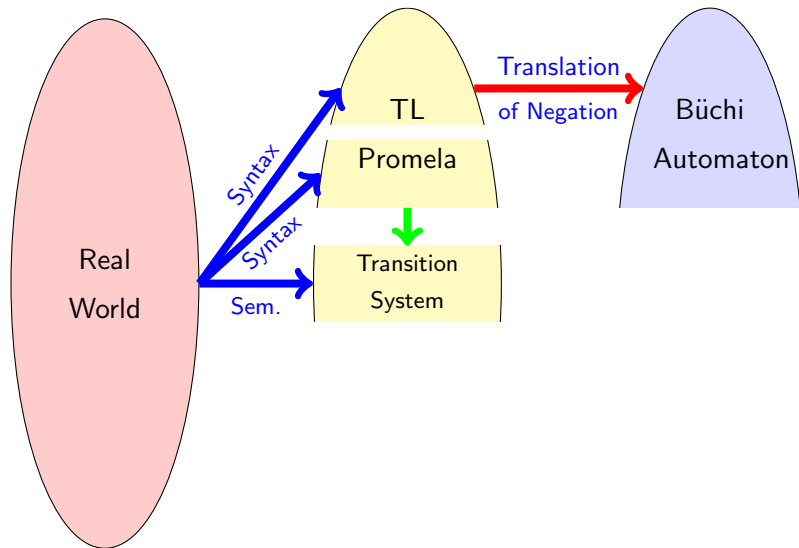 Real
World
Syntax
Syntax
Sem.
TL
Promela
Transition
System
Translation
of Negation
Büchi
Automaton